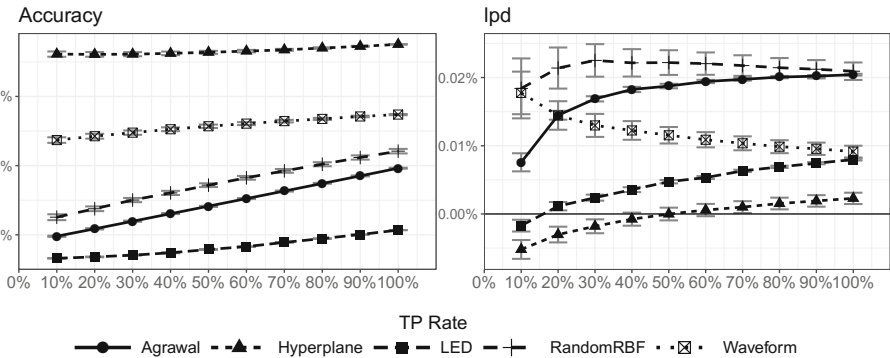 Accuracy
lpd
%
%
%
0.02%
0.01%
0.00%
0% 10% 20% 30% 40% 50% 60% 70% 80% 90% 100%
0% 10% 20% 30% 40% 50% 60% 70% 80% 90% 100%
TP Rate
Agrawal Hyperplane LED RandomRBF Waveform